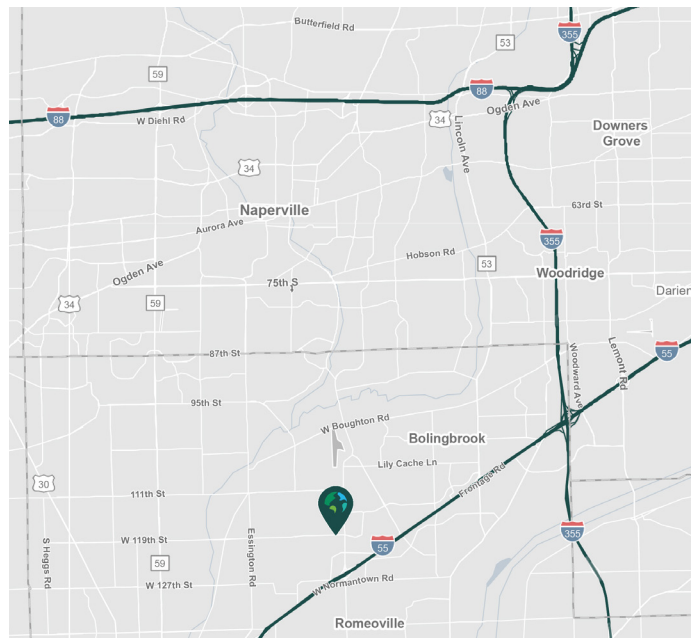 Butterfield Rd
355
53
59
88
Ogden Ave
34
88
W Diehl Rd
Lincoln Ave
Downers
Grove
34
63rd St
Naperville
Aurora Ave
355
Hobson Rd
53
Woodridge
Ogden Ave
75th S
Darien
34
59
87th St
Woodward Ave
Lemont Rd
55
95th St
W Boughton Rd
Bolingbrook
Lily Cache Ln
30
111th St
Frontage Rd
W 119th St
355
55
S Heggs Rd
59
Essington Rd
W 127th St
W Normantown Rd
Romeoville